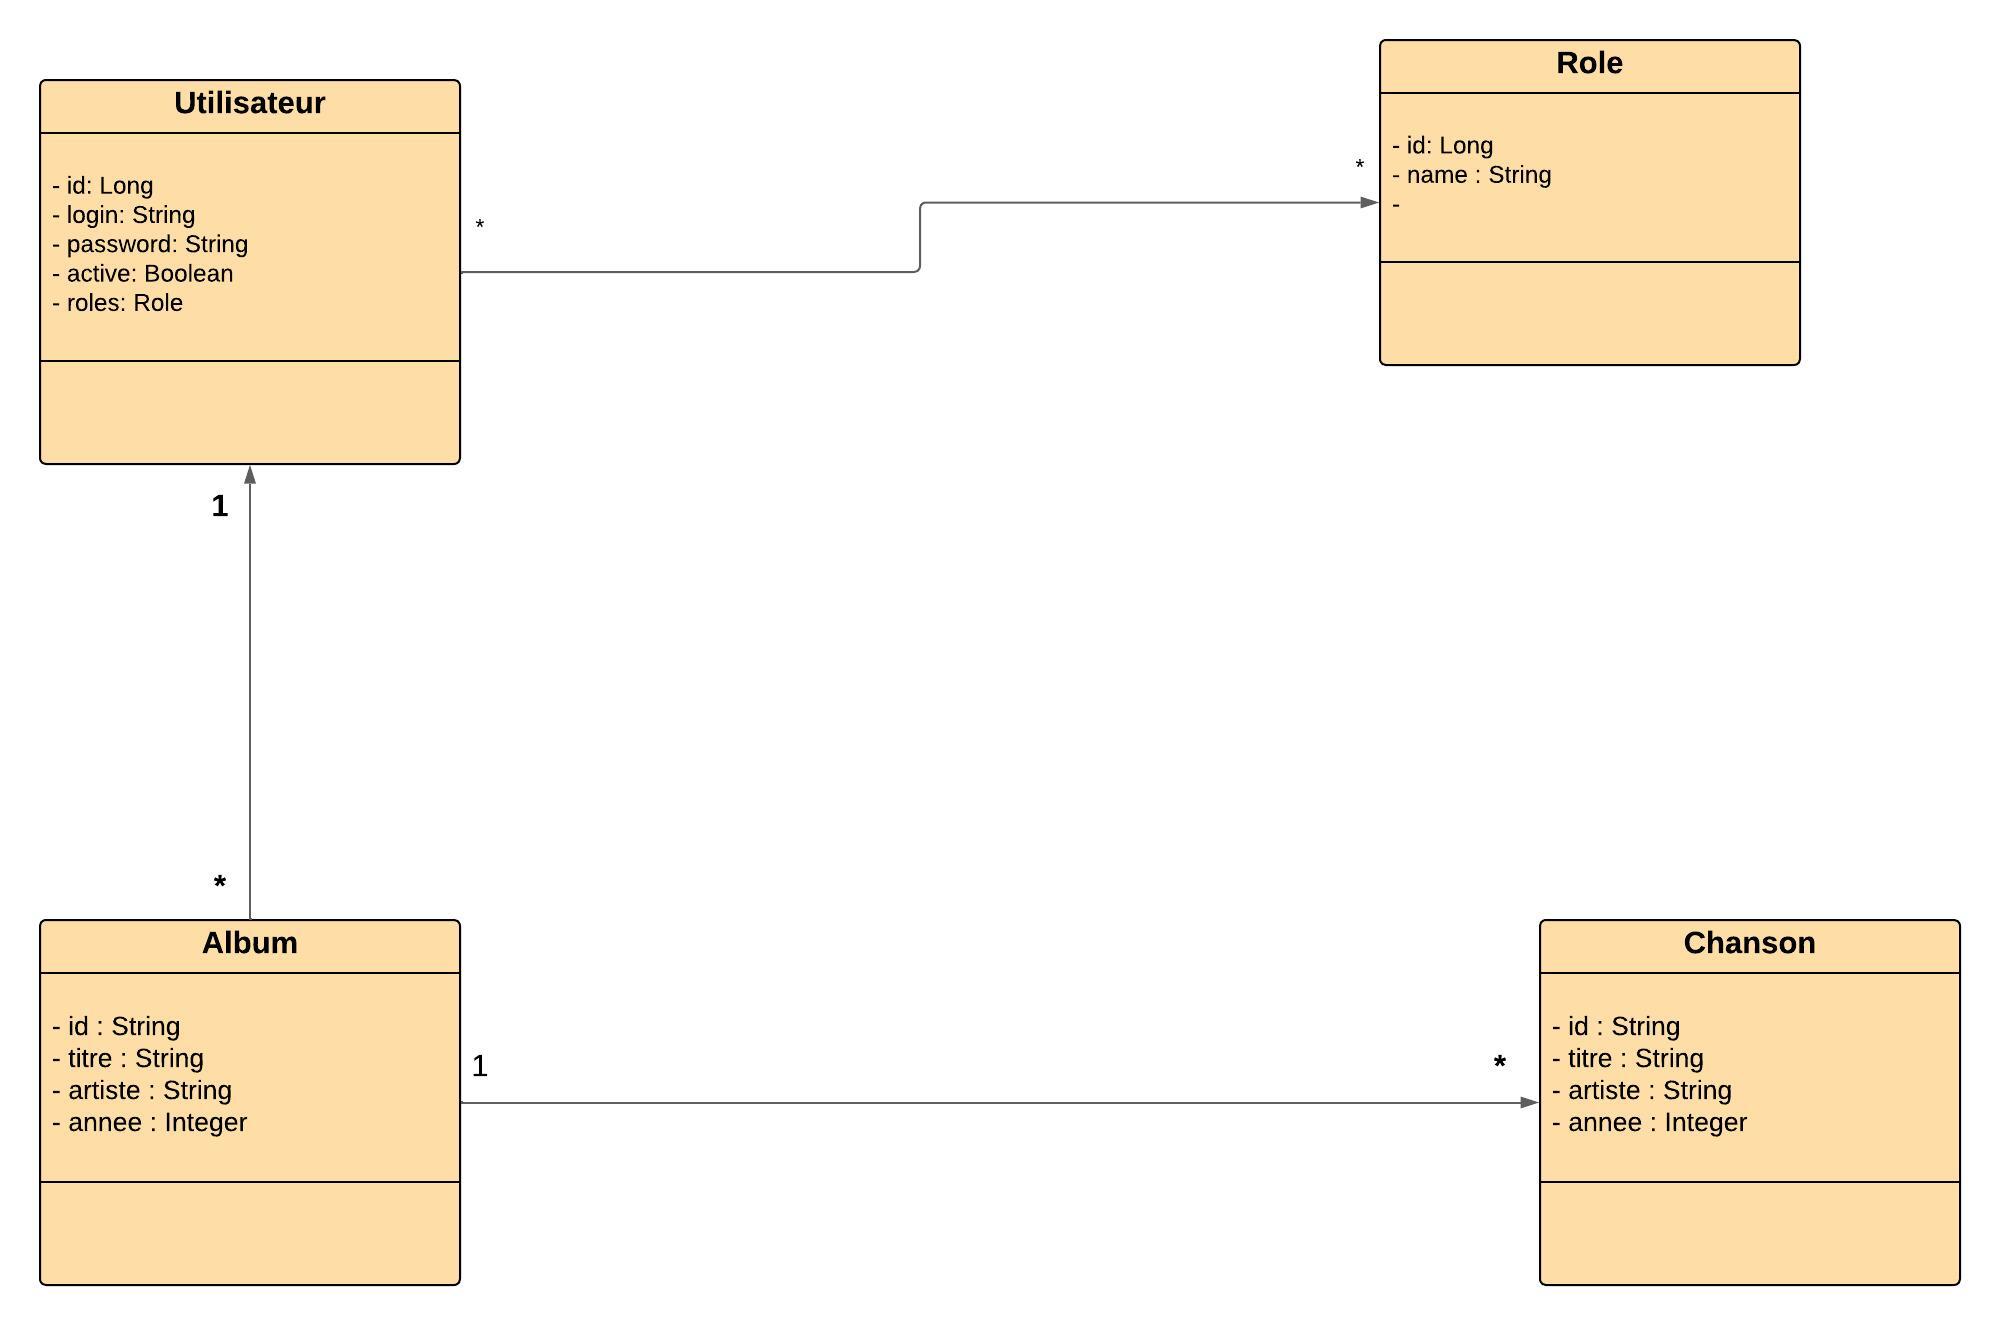 Utilisateur
- id: Long
- login: String
- password: String
- active: Boolean
- roles: Role
*
*
Role
- id: Long
- name : String
-
1
*
Album
- id : String
- titre : String
- artiste : String
- annee : Integer
1
*
Chanson
- id : String
- titre : String
- artiste : String
- annee : Integer